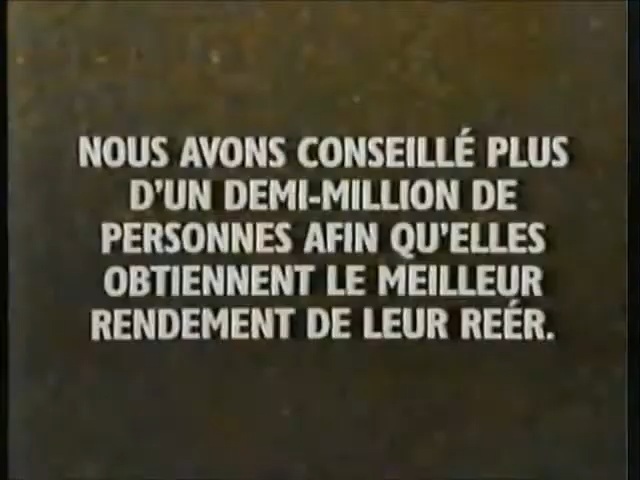 NOUS AVONS CONSEILLÉ PLUS
D'UN DEMI-MILLION DE
PERSONNES AFIN QU'ELLES
OBTIENNENT LE MEILLEUR
RENDEMENT DE LEUR REÉR.